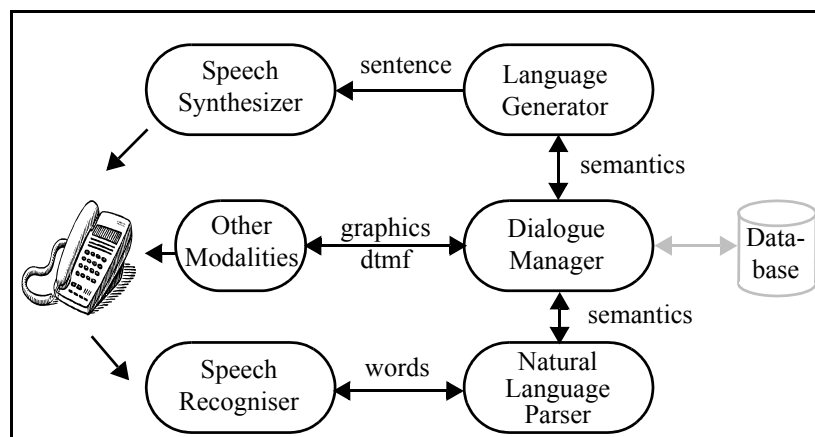 Speech
Synthesizer
sentence
Language
Generator
semantics
Other
Modalities
graphics
dtmf
Dialogue
Manager
Data-
base
semantics
Speech
Recogniser
words
Natural
Language
Parser